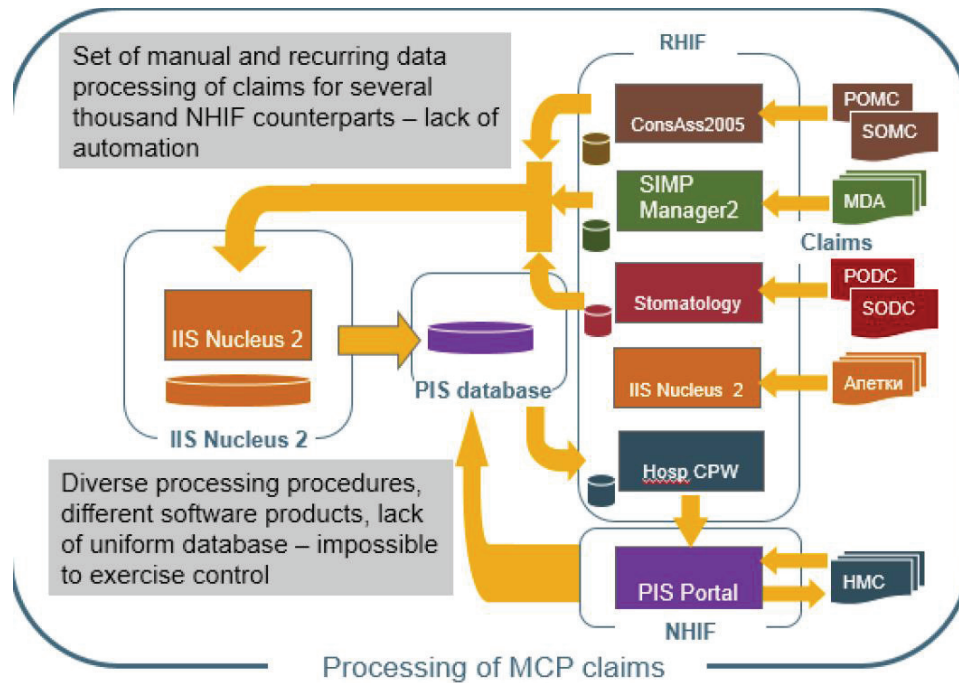 Set of manual and recurring data
processing of claims for several
thousand NHIF counterparts – lack of
automation
RHIF
ConsAss2005
POMC
SOMC
SIMP
Manager2
MDA
Claims
Stomatology
PODC
SODC
IIS Nucleus 2
PIS database
IIS Nucleus 2
Апетки
IIS Nucleus 2
Hosp CPW
Diverse processing procedures,
different software products, lack
of uniform database – impossible
to exercise control
PIS Portal
HMC
NHIF
Processing of MCP claims